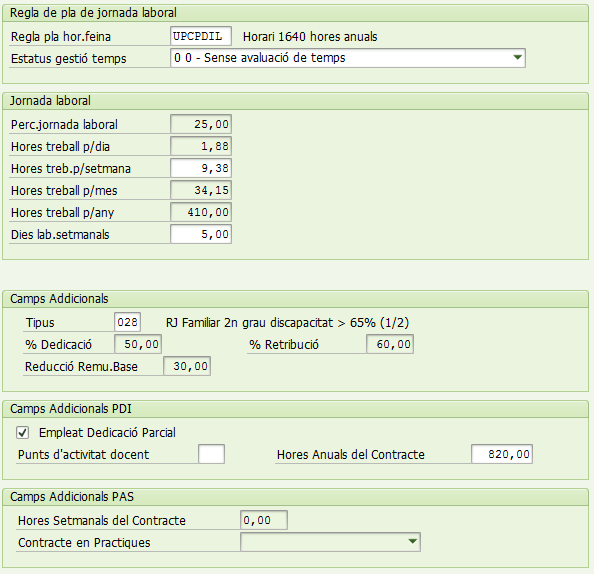 Regla de pla de jornada laboral
Regla pla hor.feina UPCPDIL Horari 1640 hores anuals
Estatus gestió temps 0 0 - Sense avaluació de temps
Jornada laboral
Perc.jornada laboral 25,00
Hores treball p/dia 1,88
Hores treb.p/setmana 9,38
Hores treball p/mes 34,15
Hores treball p/any 410,00
Dies lab.setmanals 5,00
Camps Addicionals
Tipus 028 RJ Familiar 2n grau discapacitat > 65% (1/2)
% Dedicació 50,00 % Retribució 60,00
Reducció Remu.Base 30,00
Camps Addicionals PDI
Empleat Dedicació Parcial
Punts d'activitat docent Hores Anuals del Contracte 820,00
Camps Addicionals PAS
Hores Setmanals del Contracte 0,00
Contracte en Practiques